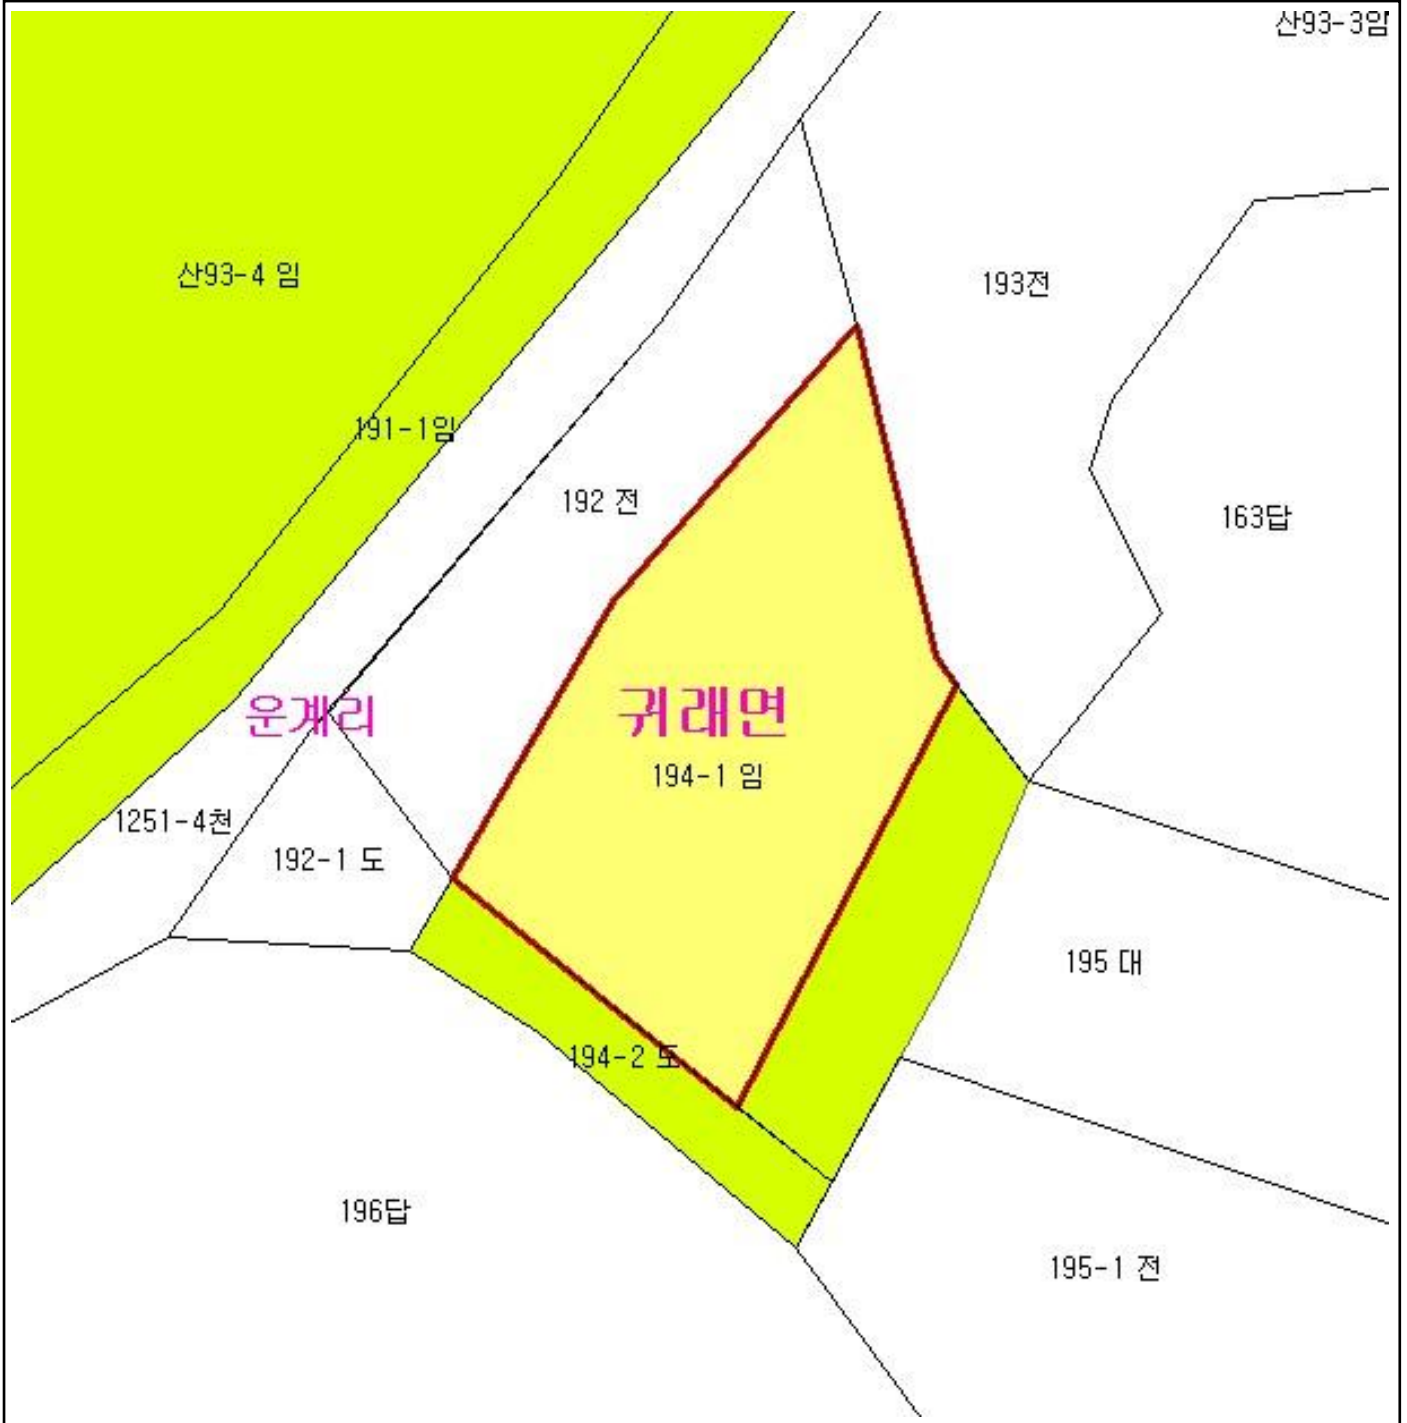 산93-3임
산93-4 임
193전
191-1임
192 전
163답
운계리
귀래면
194-1 임
1251-4천
192-1 도
195 대
194-2 도
196답
195-1 전